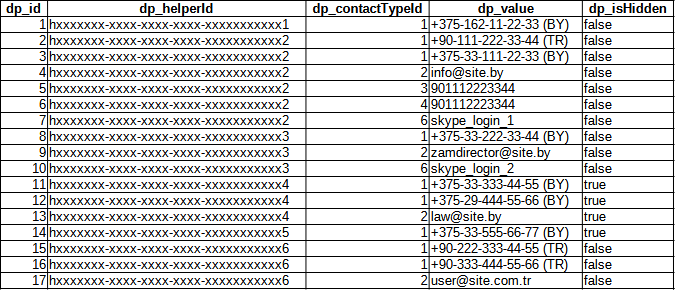 dp_id dp_helperId dp_contactTypeId dp_value dp_isHidden
1 hxxxxxxx-xxxx-xxxx-xxxx-xxxxxxxxxxx1 1 +375-162-11-22-33 (BY) false
2 hxxxxxxx-xxxx-xxxx-xxxx-xxxxxxxxxxx2 1 +90-111-222-33-44 (TR) false
3 hxxxxxxx-xxxx-xxxx-xxxx-xxxxxxxxxxx2 1 +375-33-111-22-33 (BY) false
4 hxxxxxxx-xxxx-xxxx-xxxx-xxxxxxxxxxx2 2 info@site.by false
5 hxxxxxxx-xxxx-xxxx-xxxx-xxxxxxxxxxx2 3 901112223344 false
6 hxxxxxxx-xxxx-xxxx-xxxx-xxxxxxxxxxx2 4 901112223344 false
7 hxxxxxxx-xxxx-xxxx-xxxx-xxxxxxxxxxx2 6 skype_login_1 false
8 hxxxxxxx-xxxx-xxxx-xxxx-xxxxxxxxxxx3 1 +375-33-222-33-44 (BY) false
9 hxxxxxxx-xxxx-xxxx-xxxx-xxxxxxxxxxx3 2 zamdirector@site.by false
10 hxxxxxxx-xxxx-xxxx-xxxx-xxxxxxxxxxx3 6 skype_login_2 false
11 hxxxxxxx-xxxx-xxxx-xxxx-xxxxxxxxxxx4 1 +375-33-333-44-55 (BY) true
12 hxxxxxxx-xxxx-xxxx-xxxx-xxxxxxxxxxx4 1 +375-29-444-55-66 (BY) true
13 hxxxxxxx-xxxx-xxxx-xxxx-xxxxxxxxxxx4 2 law@site.by true
14 hxxxxxxx-xxxx-xxxx-xxxx-xxxxxxxxxxx5 1 +375-33-555-66-77 (BY) true
15 hxxxxxxx-xxxx-xxxx-xxxx-xxxxxxxxxxx6 1 +90-222-333-44-55 (TR) false
16 hxxxxxxx-xxxx-xxxx-xxxx-xxxxxxxxxxx6 1 +90-333-444-55-66 (TR) false
17 hxxxxxxx-xxxx-xxxx-xxxx-xxxxxxxxxxx6 2 user@site.com.tr false